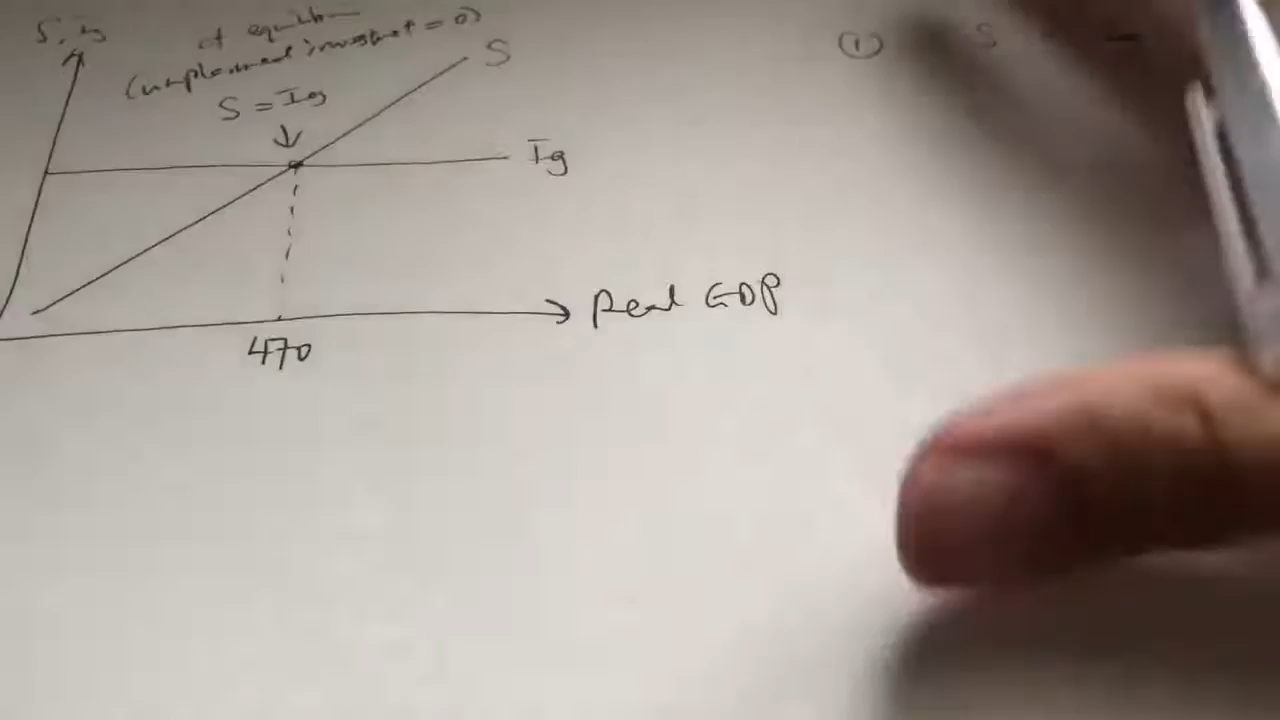 S, ig
at equilibrium
(unplanned investment = 0)
S = Ig
S
Ig
Real GDP
470
① S –